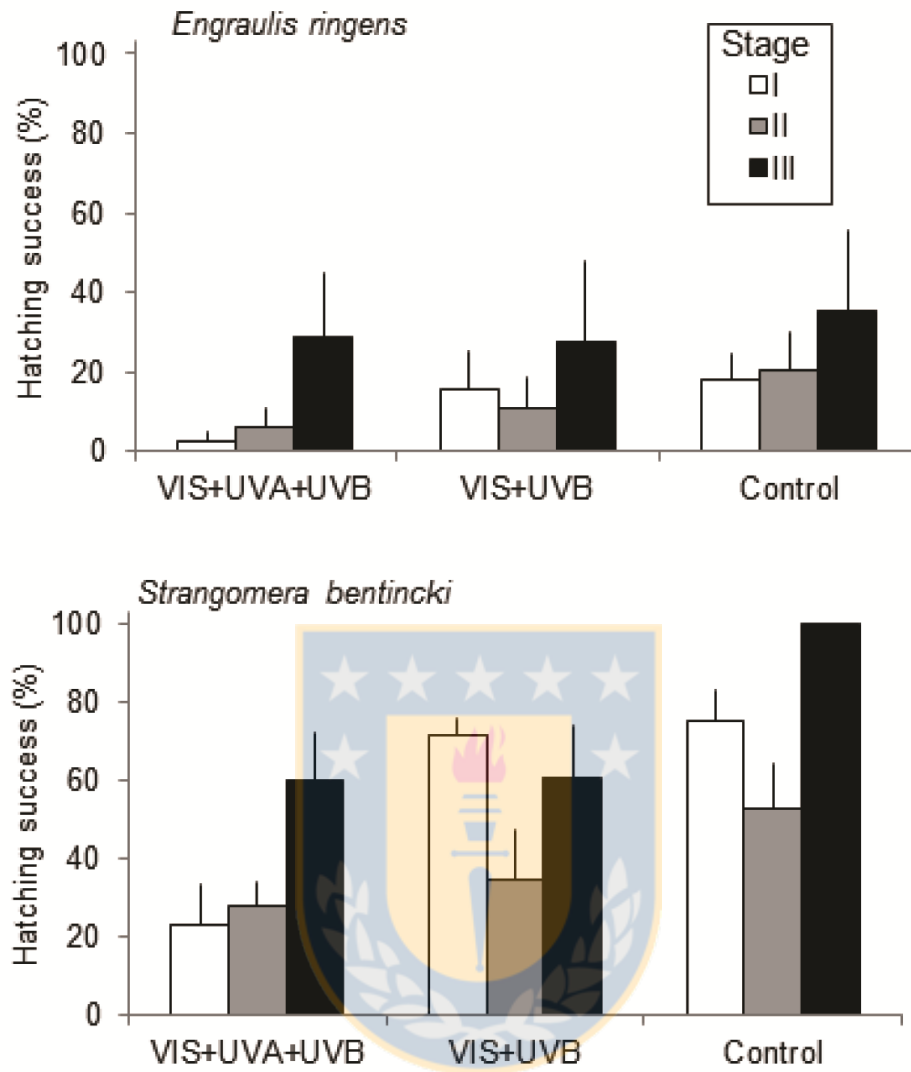 Engraulis ringens
Stage
I
II
III
Hatching success (%)
100
80
60
40
20
0
VIS+UVA+UVB VIS+UVB Control
Strangomera bentincki
Hatching success (%)
100
80
60
40
20
0
VIS+UVA+UVB VIS+UVB Control